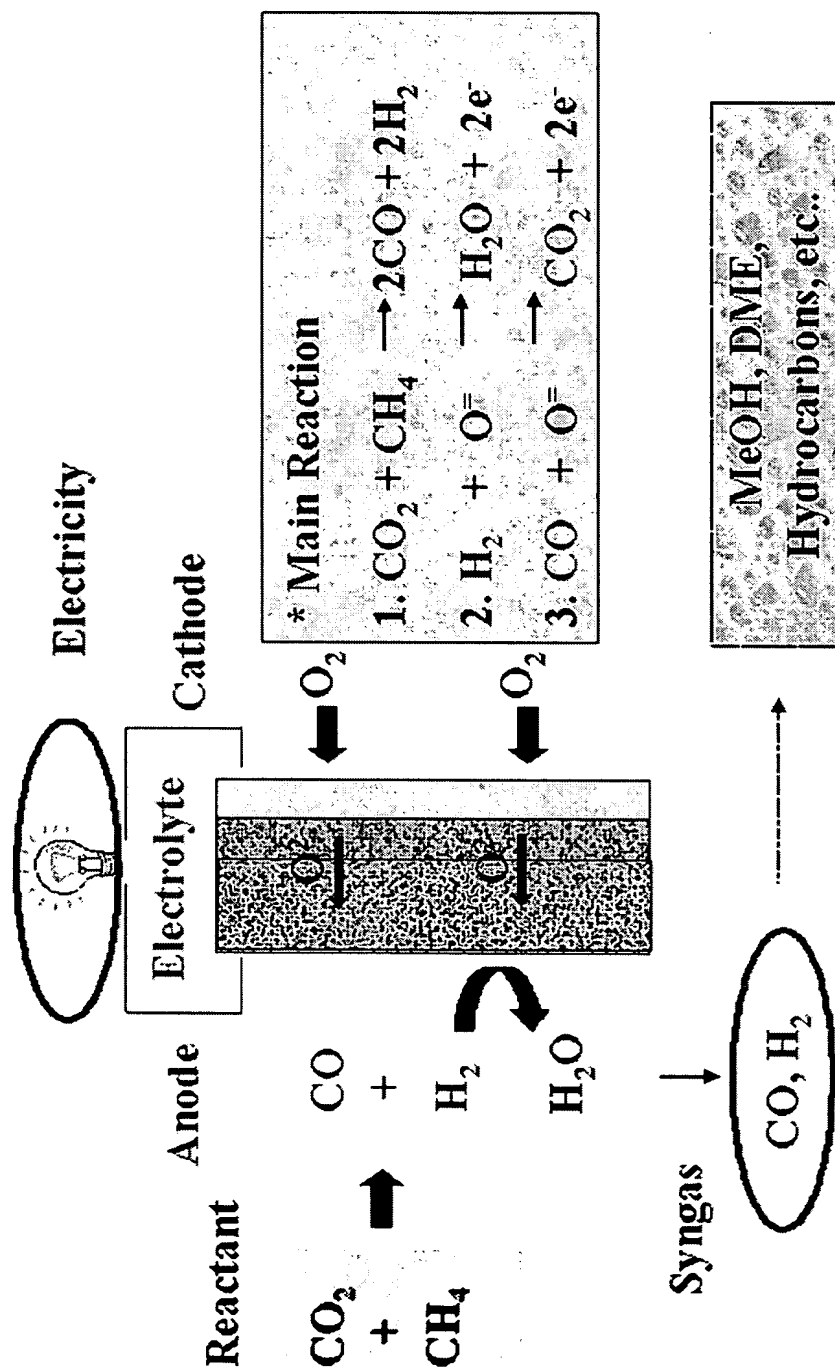 Electricity
Reactant
Anode
Electrolyte
Cathode
CO₂
+
CH₄
CO
+
H₂
H₂O
O⁼
O⁼
O₂
O₂
* Main Reaction
1. CO₂ + CH₄ → 2CO + 2H₂
2. H₂ + O⁼ → H₂O + 2e⁻
3. CO + O⁼ → CO₂ + 2e⁻
Syngas
CO, H₂
MeOH, DME,
Hydrocarbons, etc..